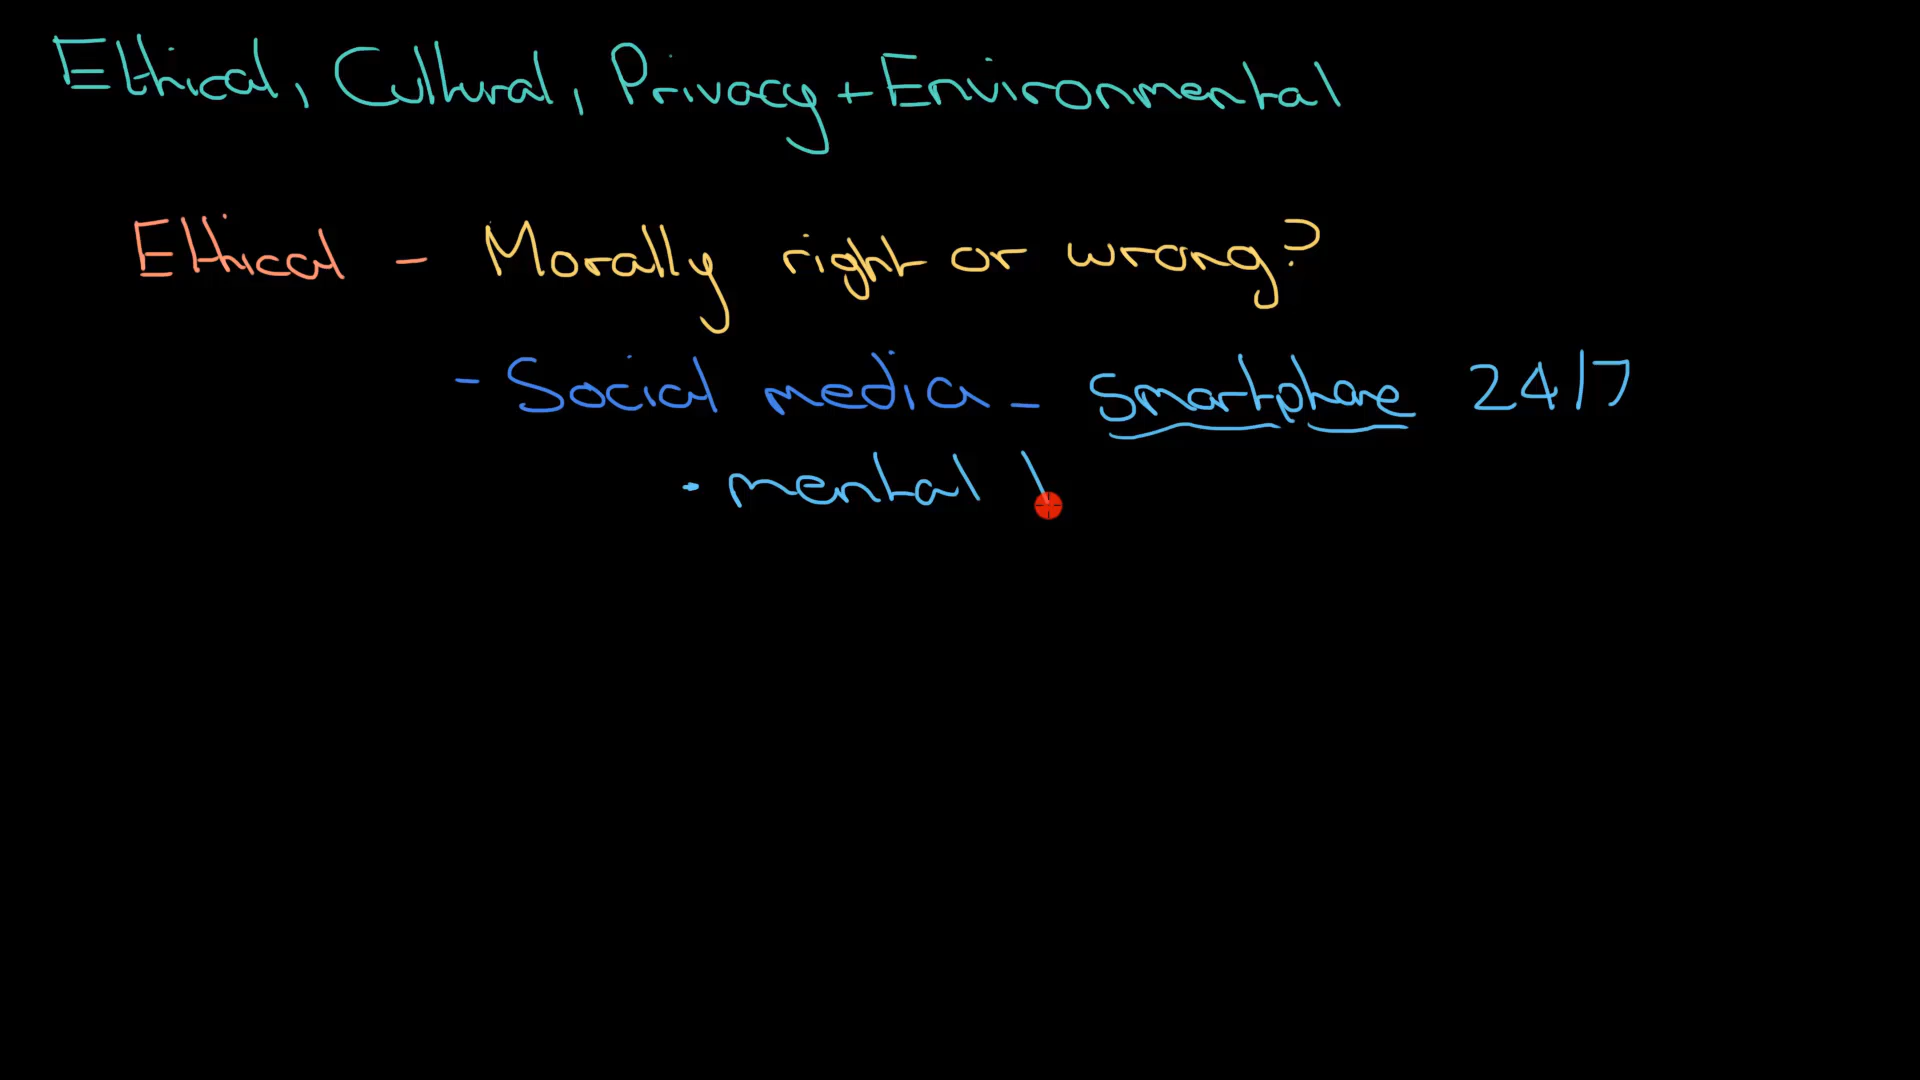 Ethical, Cultural, Privacy + Environmental
Ethical - Morally right or wrong?
- Social media - Smartphone 24/7
• mental